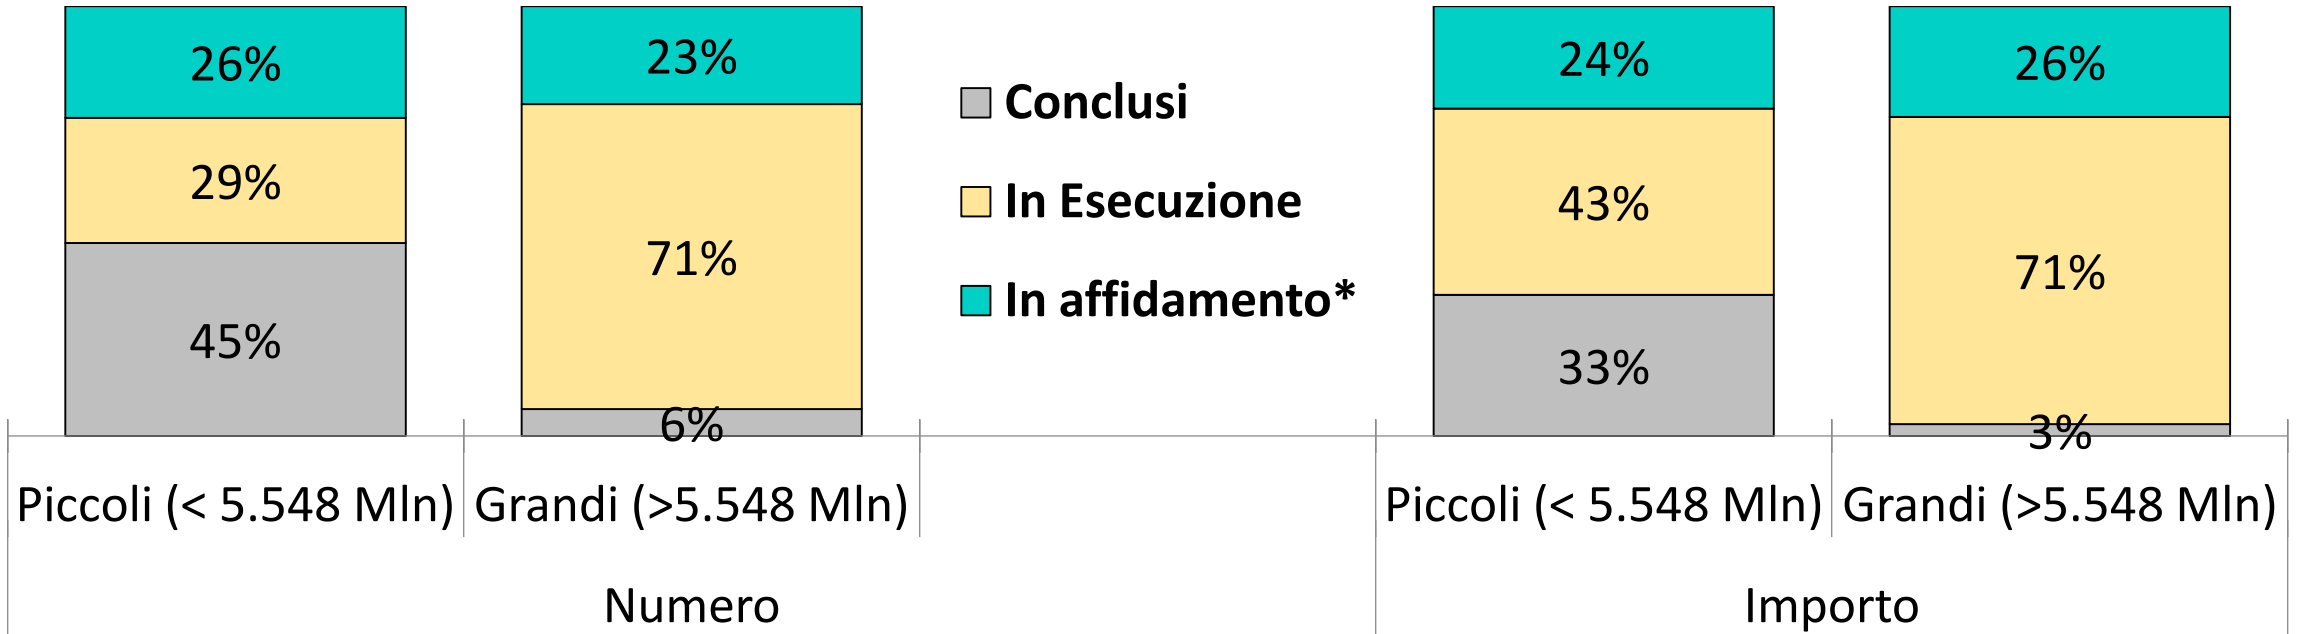 26%
29%
45%
23%
71%
6%
Conclusi
In Esecuzione
In affidamento*
24%
43%
33%
26%
71%
3%
Piccoli (< 5.548 Mln)
Grandi (>5.548 Mln)
Piccoli (< 5.548 Mln)
Grandi (>5.548 Mln)
Numero
Importo